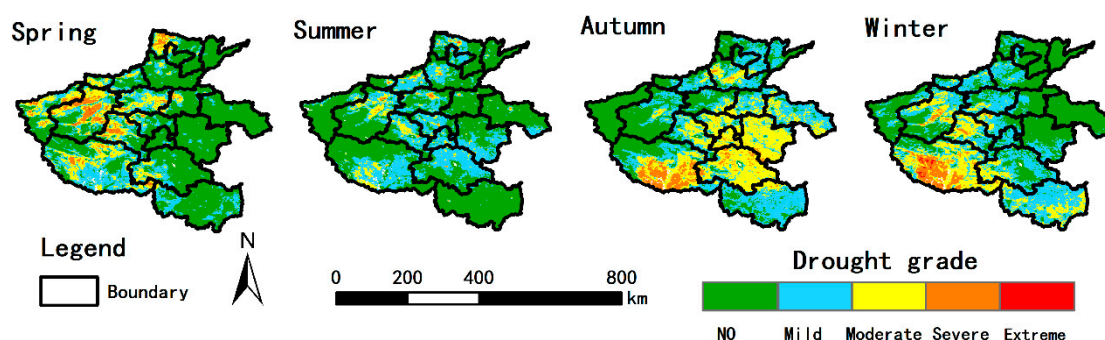 Spring
Summer
Autumn
Winter
Legend
Boundary
N
0 200 400 800
km
Drought grade
NO Mild Moderate Severe Extreme